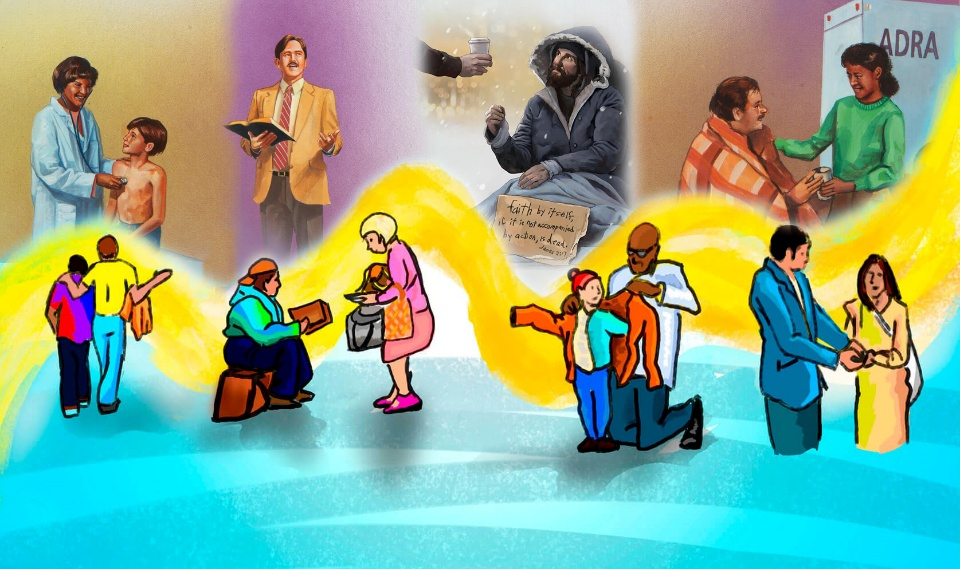 ADRA
faith by itself,
if it is not accompanied
by action, is dead.